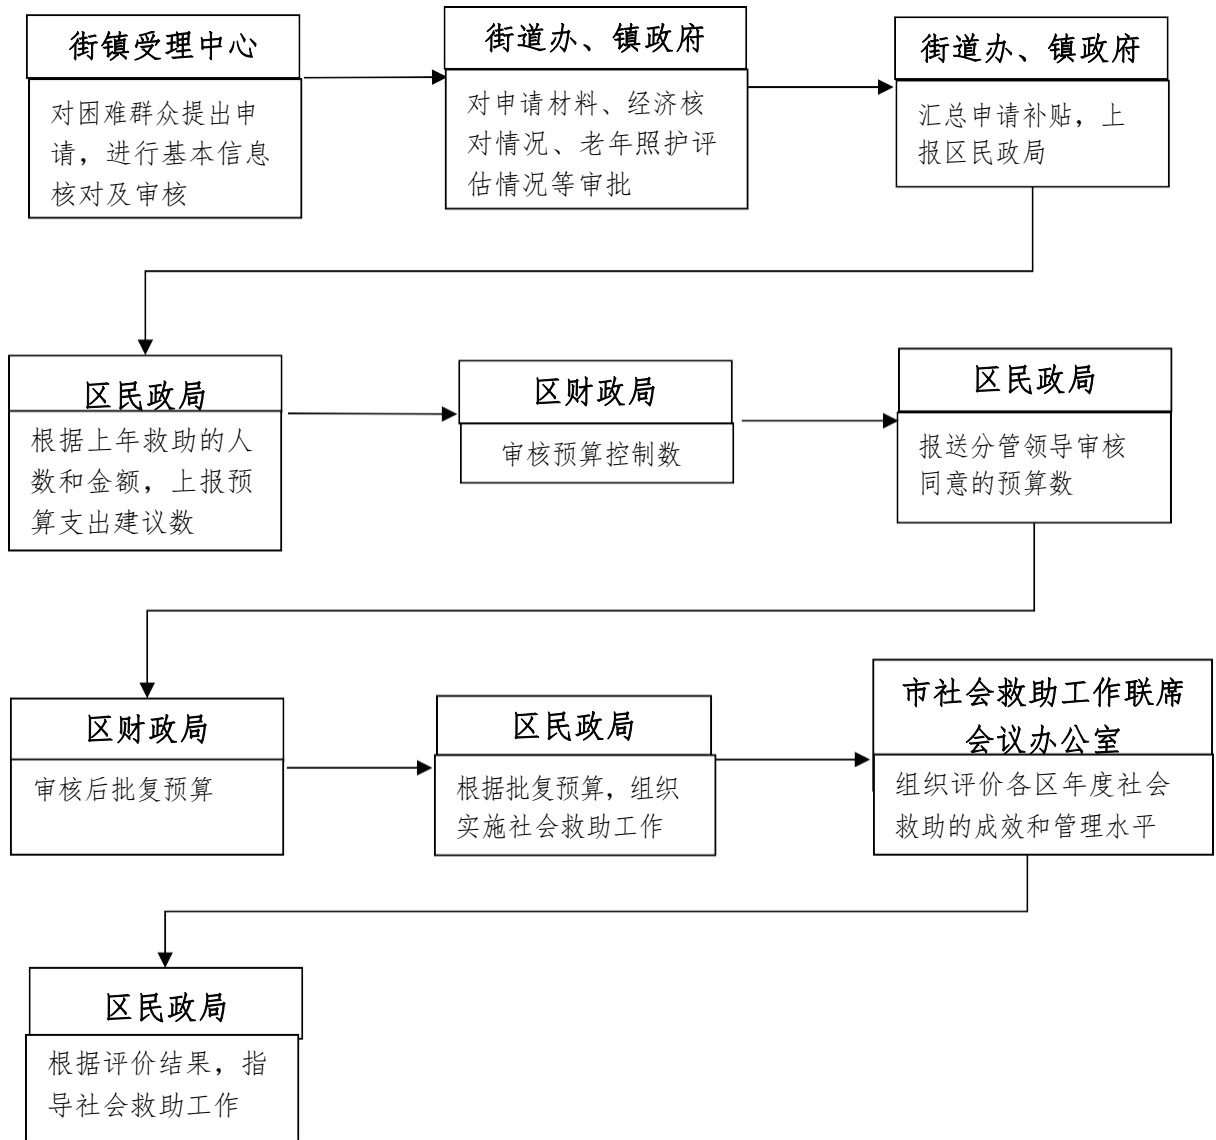 街镇受理中心
对困难群众提出申
请，进行基本信息
核对及审核
街道办、镇政府
对申请材料、经济核
对情况、老年照护评
估情况等审批
街道办、镇政府
汇总申请补贴，上
报区民政局
区民政局
根据上年救助的人
数和金额，上报预
算支出建议数
区财政局
审核预算控制数
区民政局
报送分管领导审核
同意的预算数
区财政局
审核后批复预算
区民政局
根据批复预算，组织
实施社会救助工作
市社会救助工作联席
会议办公室
组织评价各区年度社会
救助的成效和管理水平
区民政局
根据评价结果，指
导社会救助工作